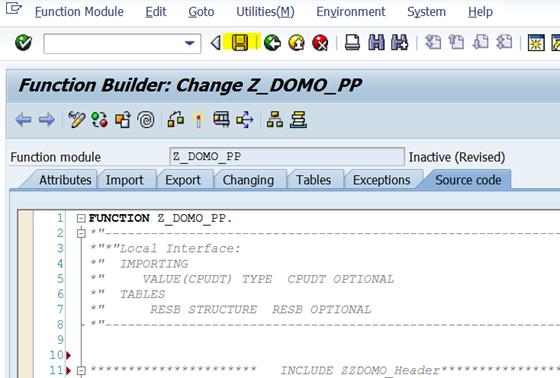 Function Module Edit Goto Utilities(M) Environment System Help
Function Builder: Change Z_DOMO_PP
Function module Z_DOMO_PP Inactive (Revised)
Attributes Import Export Changing Tables Exceptions Source code
1 FUNCTION Z_DOMO_PP.
2 *"----------------------------------------------------------------------
3 *"*"Local Interface:
4 *"  IMPORTING
5 *"     VALUE(CPUDT) TYPE  CPUDT OPTIONAL
6 *"  TABLES
7 *"      RESB STRUCTURE  RESB OPTIONAL
8 *"----------------------------------------------------------------------
9
10
11 ********************** INCLUDE ZZDOMO_Header****************